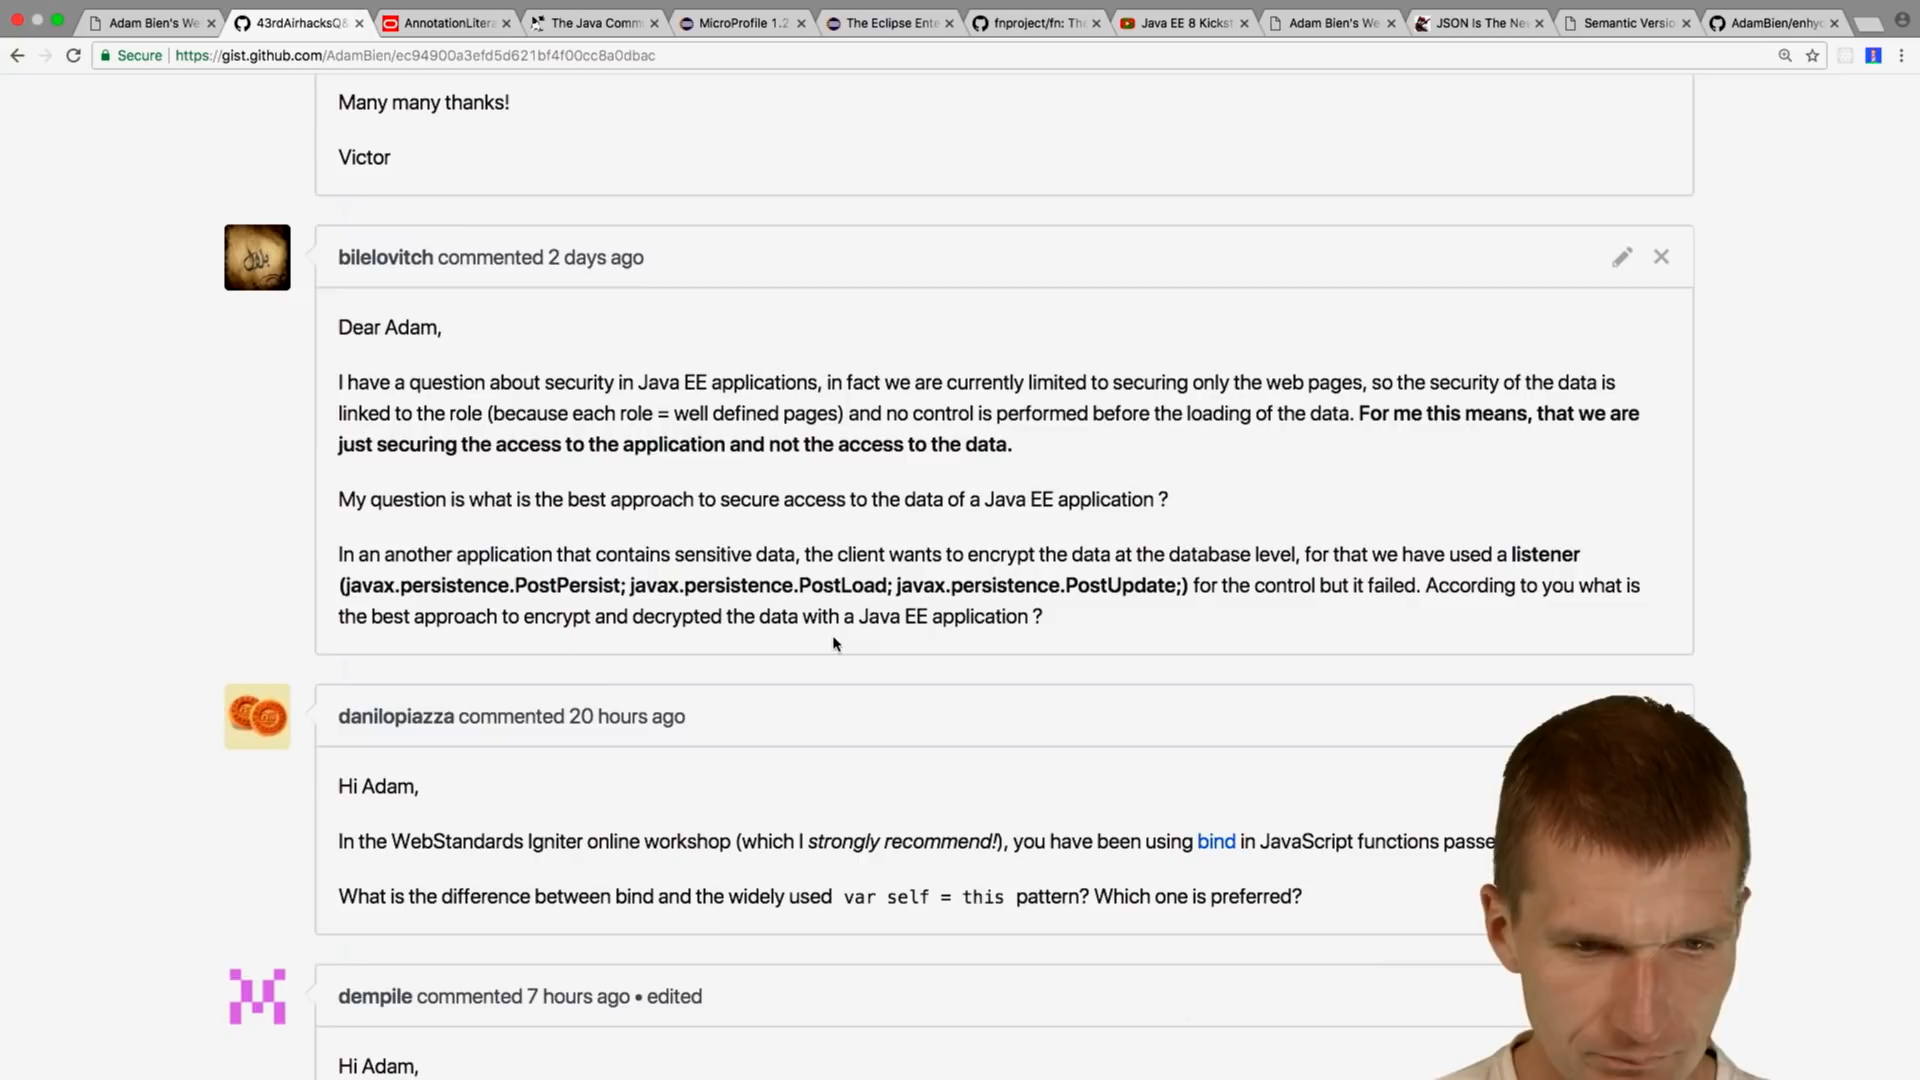 Adam Bien's We
43rdAirhacksQ&
AnnotationLitera
The Java Comm
MicroProfile 1.2
The Eclipse Ente
fnproject/fn: The
Java EE 8 Kickst
Adam Bien's We
JSON Is The Ne
Semantic Versio
AdamBien/enhy
Secure https://gist.github.com/AdamBien/ec94900a3efd5d621bf4f00cc8a0dbac
Many many thanks!
Victor
bilelovitch commented 2 days ago
Dear Adam,
I have a question about security in Java EE applications, in fact we are currently limited to securing only the web pages, so the security of the data is
linked to the role (because each role = well defined pages) and no control is performed before the loading of the data. For me this means, that we are
just securing the access to the application and not the access to the data.
My question is what is the best approach to secure access to the data of a Java EE application ?
In an another application that contains sensitive data, the client wants to encrypt the data at the database level, for that we have used a listener
(javax.persistence.PostPersist; javax.persistence.PostLoad; javax.persistence.PostUpdate;) for the control but it failed. According to you what is
the best approach to encrypt and decrypted the data with a Java EE application ?
danilopiazza commented 20 hours ago
Hi Adam,
In the WebStandards Igniter online workshop (which I strongly recommend!), you have been using bind in JavaScript functions passe
What is the difference between bind and the widely used var self = this pattern? Which one is preferred?
dempile commented 7 hours ago • edited
Hi Adam,